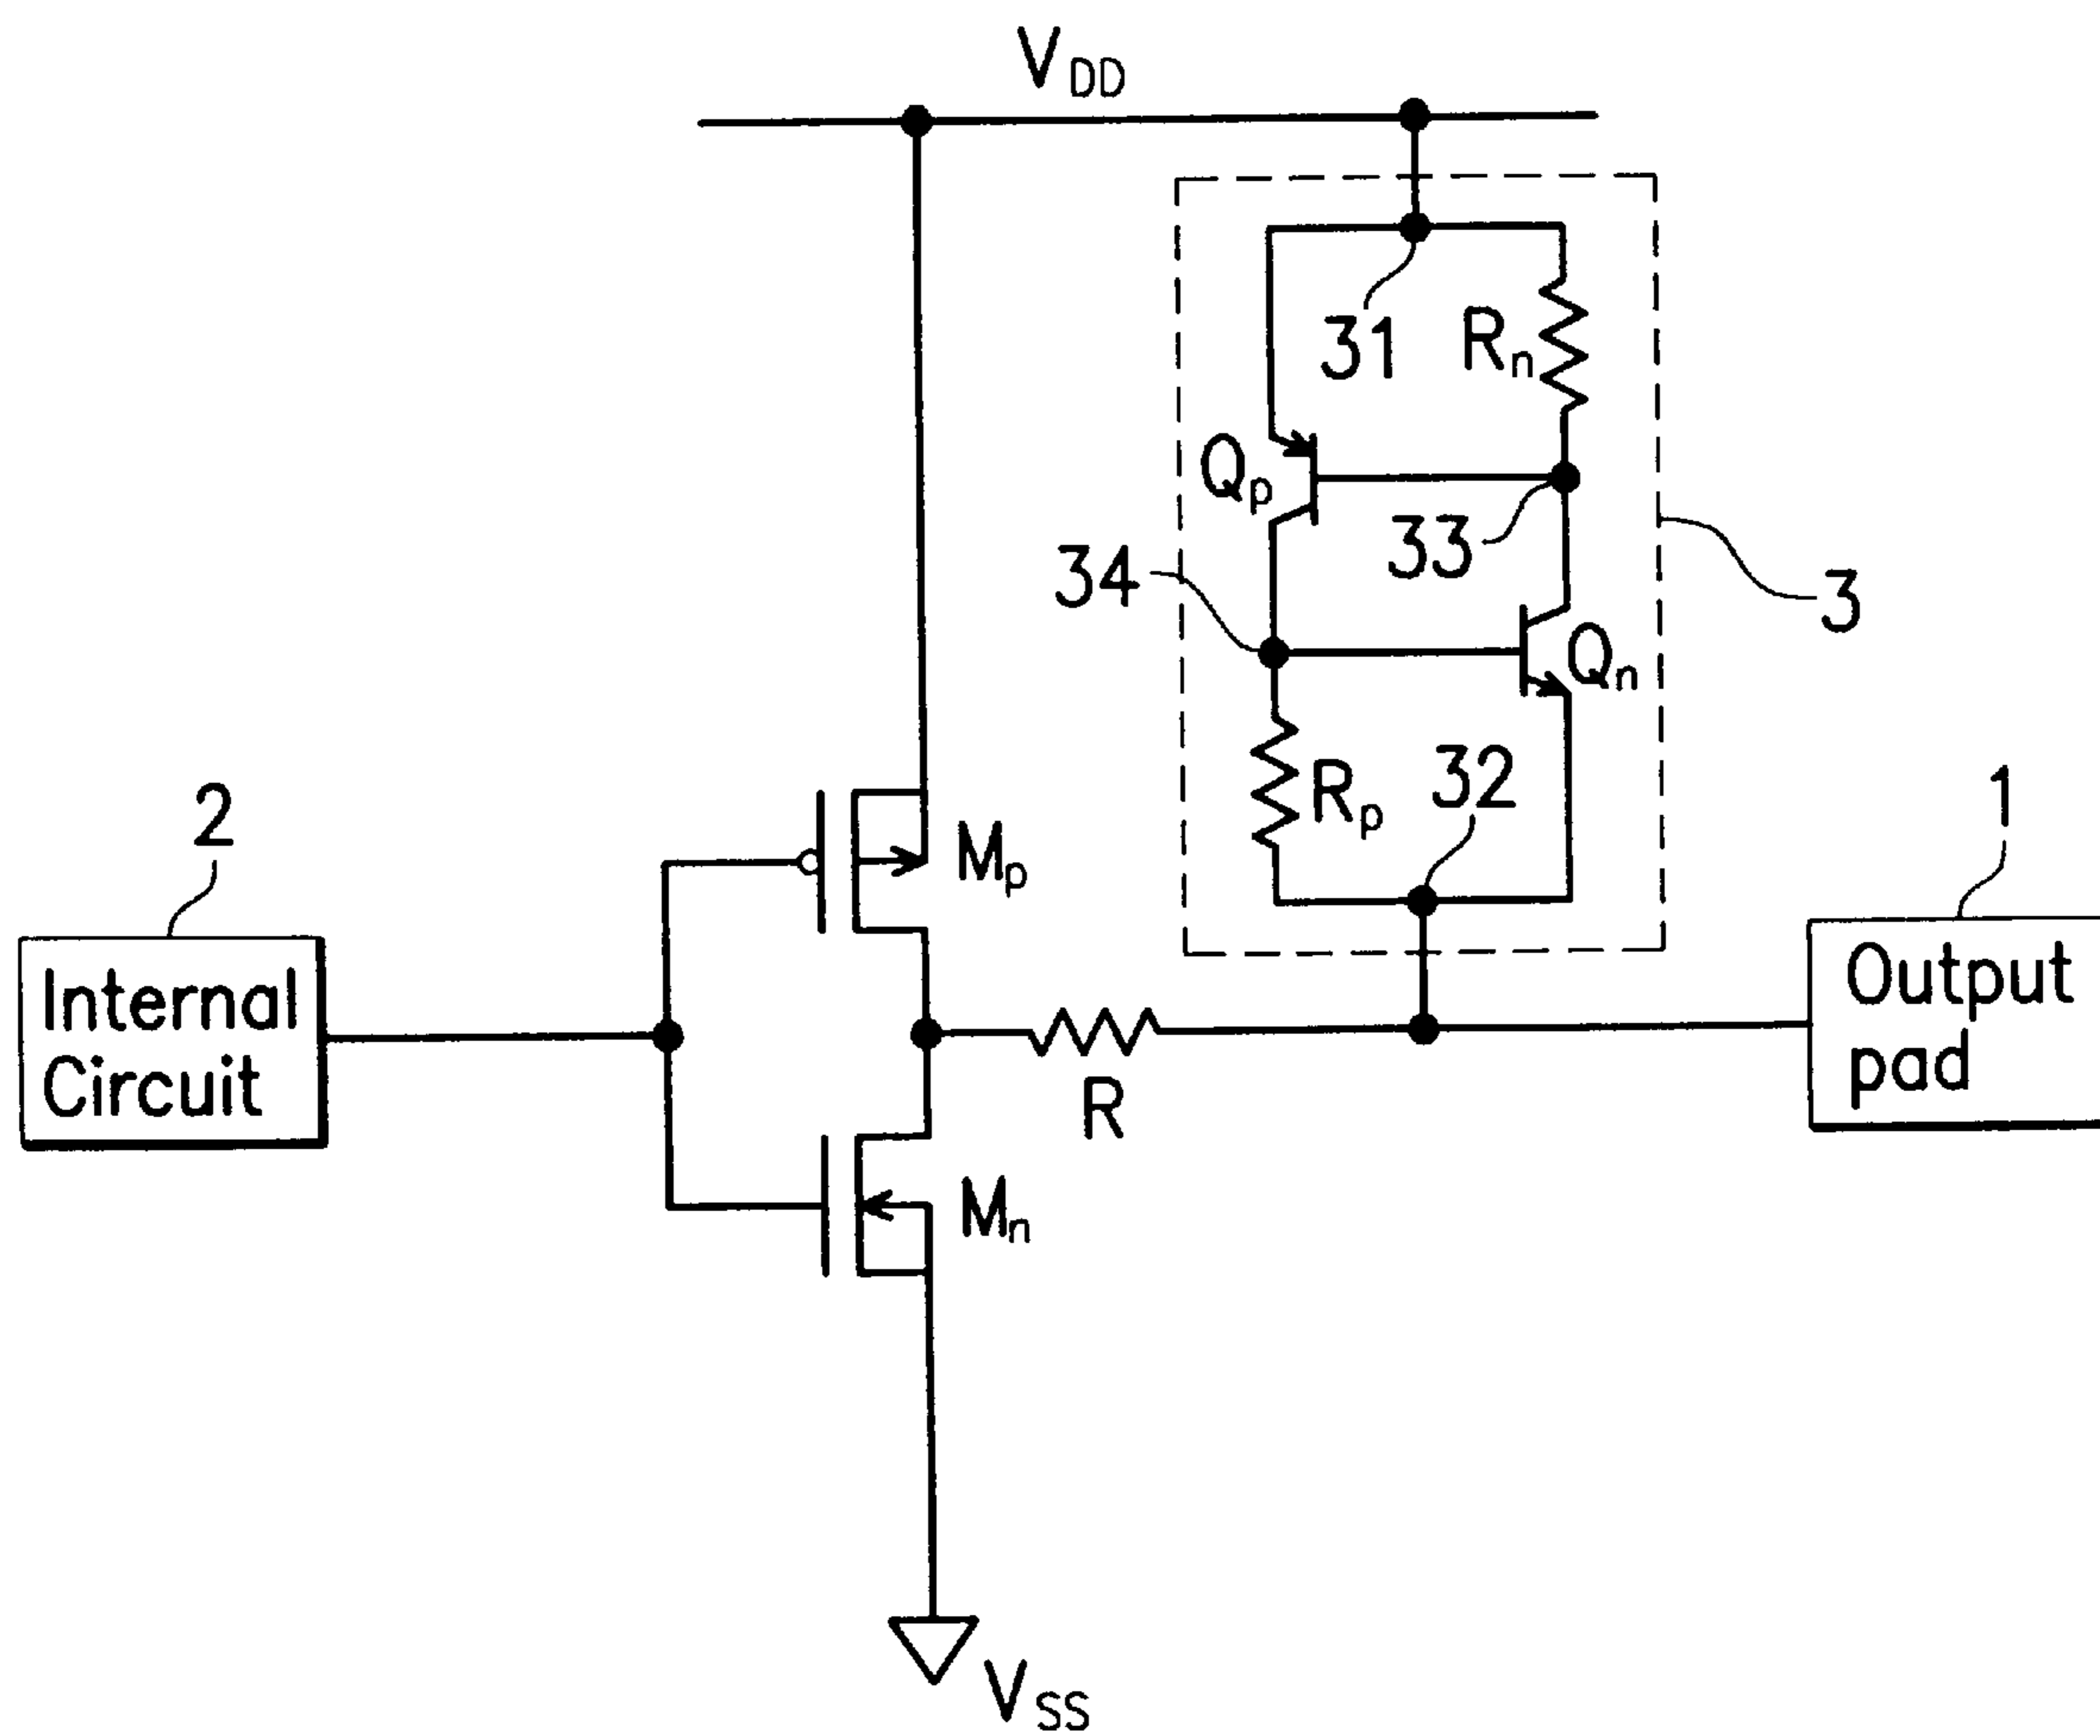 V_DD
31
R_n
Q_p
33
34
3
Q_n
32
R_p
2
M_p
1
Internal
Circuit
Output
pad
R
M_n
V_SS